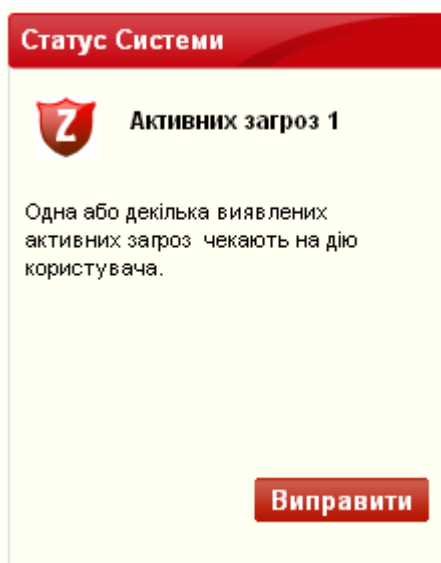 Статус Системи
Z
Активних загроз 1
Одна або декілька виявлених
активних загроз чекають на дію
користувача.
Виправити